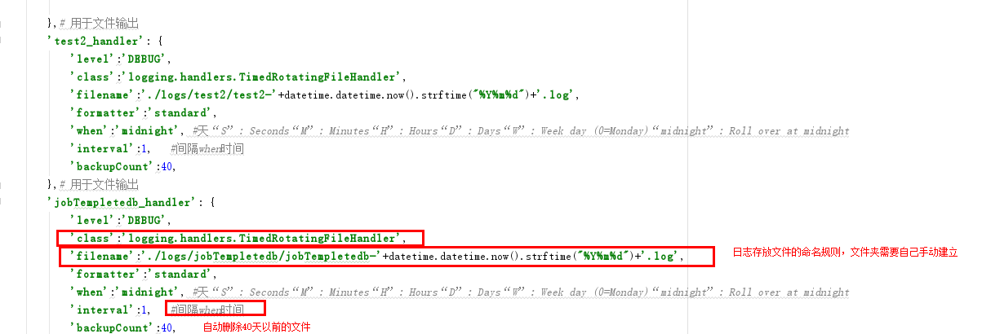 },# 用于文件输出
'test2_handler': {
'level':'DEBUG',
'class':'logging.handlers.TimedRotatingFileHandler',
'filename':'./logs/test2/test2-'+datetime.datetime.now().strftime("%Y%m%d")+'.log',
'formatter':'standard',
'when':'midnight', #天“S”: Seconds“M”: Minutes“H”: Hours“D”: Days“W”: Week day (0=Monday)“midnight”: Roll over at midnight
'interval':1, #间隔when时间
'backupCount':40,
},# 用于文件输出
'jobTempletedb_handler': {
'level':'DEBUG',
'class':'logging.handlers.TimedRotatingFileHandler',
'filename':'./logs/jobTempletedb/jobTempletedb-'+datetime.datetime.now().strftime("%Y%m%d")+'.log', 日志存放文件的命名规则，文件夹需要自己手动建立
'formatter':'standard',
'when':'midnight', #天“S”: Seconds“M”: Minutes“H”: Hours“D”: Days“W”: Week day (0=Monday)“midnight”: Roll over at midnight
'interval':1, #间隔when时间
'backupCount':40, 自动删除40天以前的文件